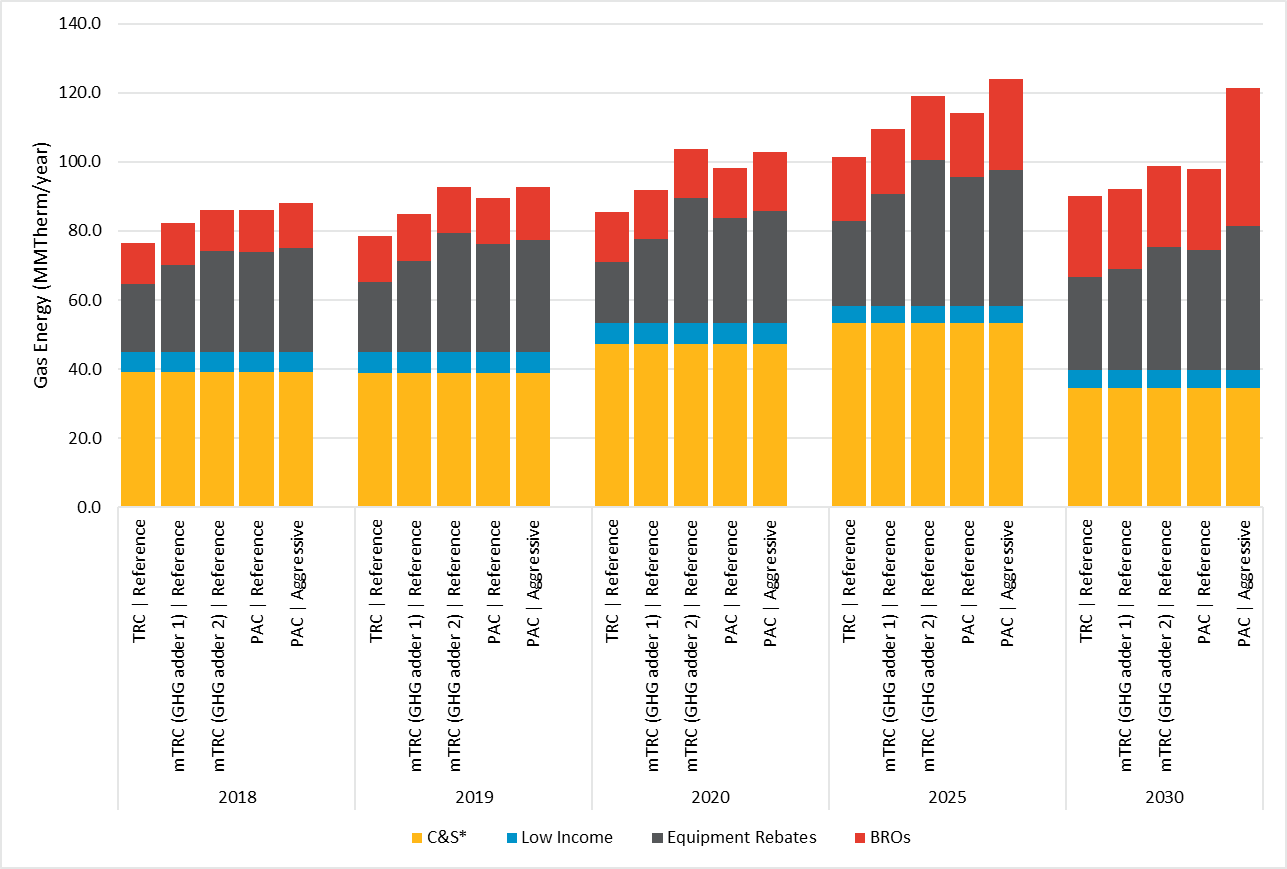 Gas Energy (MMTherm/year)
140.0
120.0
100.0
80.0
60.0
40.0
20.0
0.0
TRC | Reference
mTRC (GHG adder 1) | Reference
mTRC (GHG adder 2) | Reference
PAC | Reference
PAC | Aggressive
TRC | Reference
mTRC (GHG adder 1) | Reference
mTRC (GHG adder 2) | Reference
PAC | Reference
PAC | Aggressive
TRC | Reference
mTRC (GHG adder 1) | Reference
mTRC (GHG adder 2) | Reference
PAC | Reference
PAC | Aggressive
TRC | Reference
mTRC (GHG adder 1) | Reference
mTRC (GHG adder 2) | Reference
PAC | Reference
PAC | Aggressive
TRC | Reference
mTRC (GHG adder 1) | Reference
mTRC (GHG adder 2) | Reference
PAC | Reference
PAC | Aggressive
2018 2019 2020 2025 2030
C&S* Low Income Equipment Rebates BROs